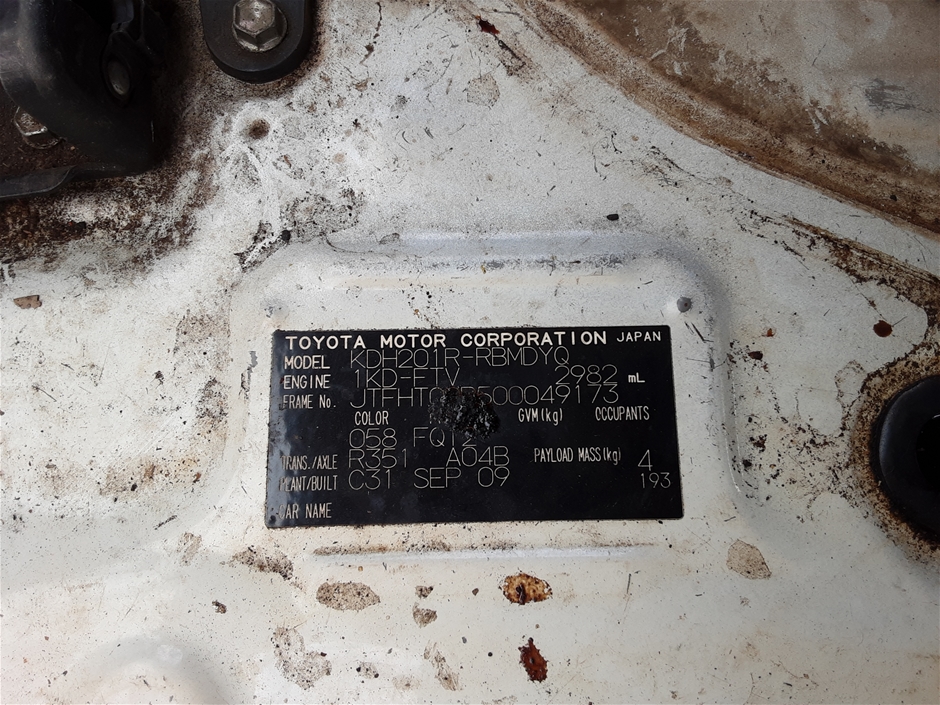 TOYOTA MOTOR CORPORATION JAPAN
MODEL KDH201R-RBMDYQ
ENGINE 1KD-FTV 2982 mL
FRAME No.
COLOR GVM(kg) OCCUPANTS
058 FQ12
TRANS./AXLE R351 A04B PAYLOAD MASS(kg) 4
PLANT/BUILT C31 SEP 09 193
CAR NAME